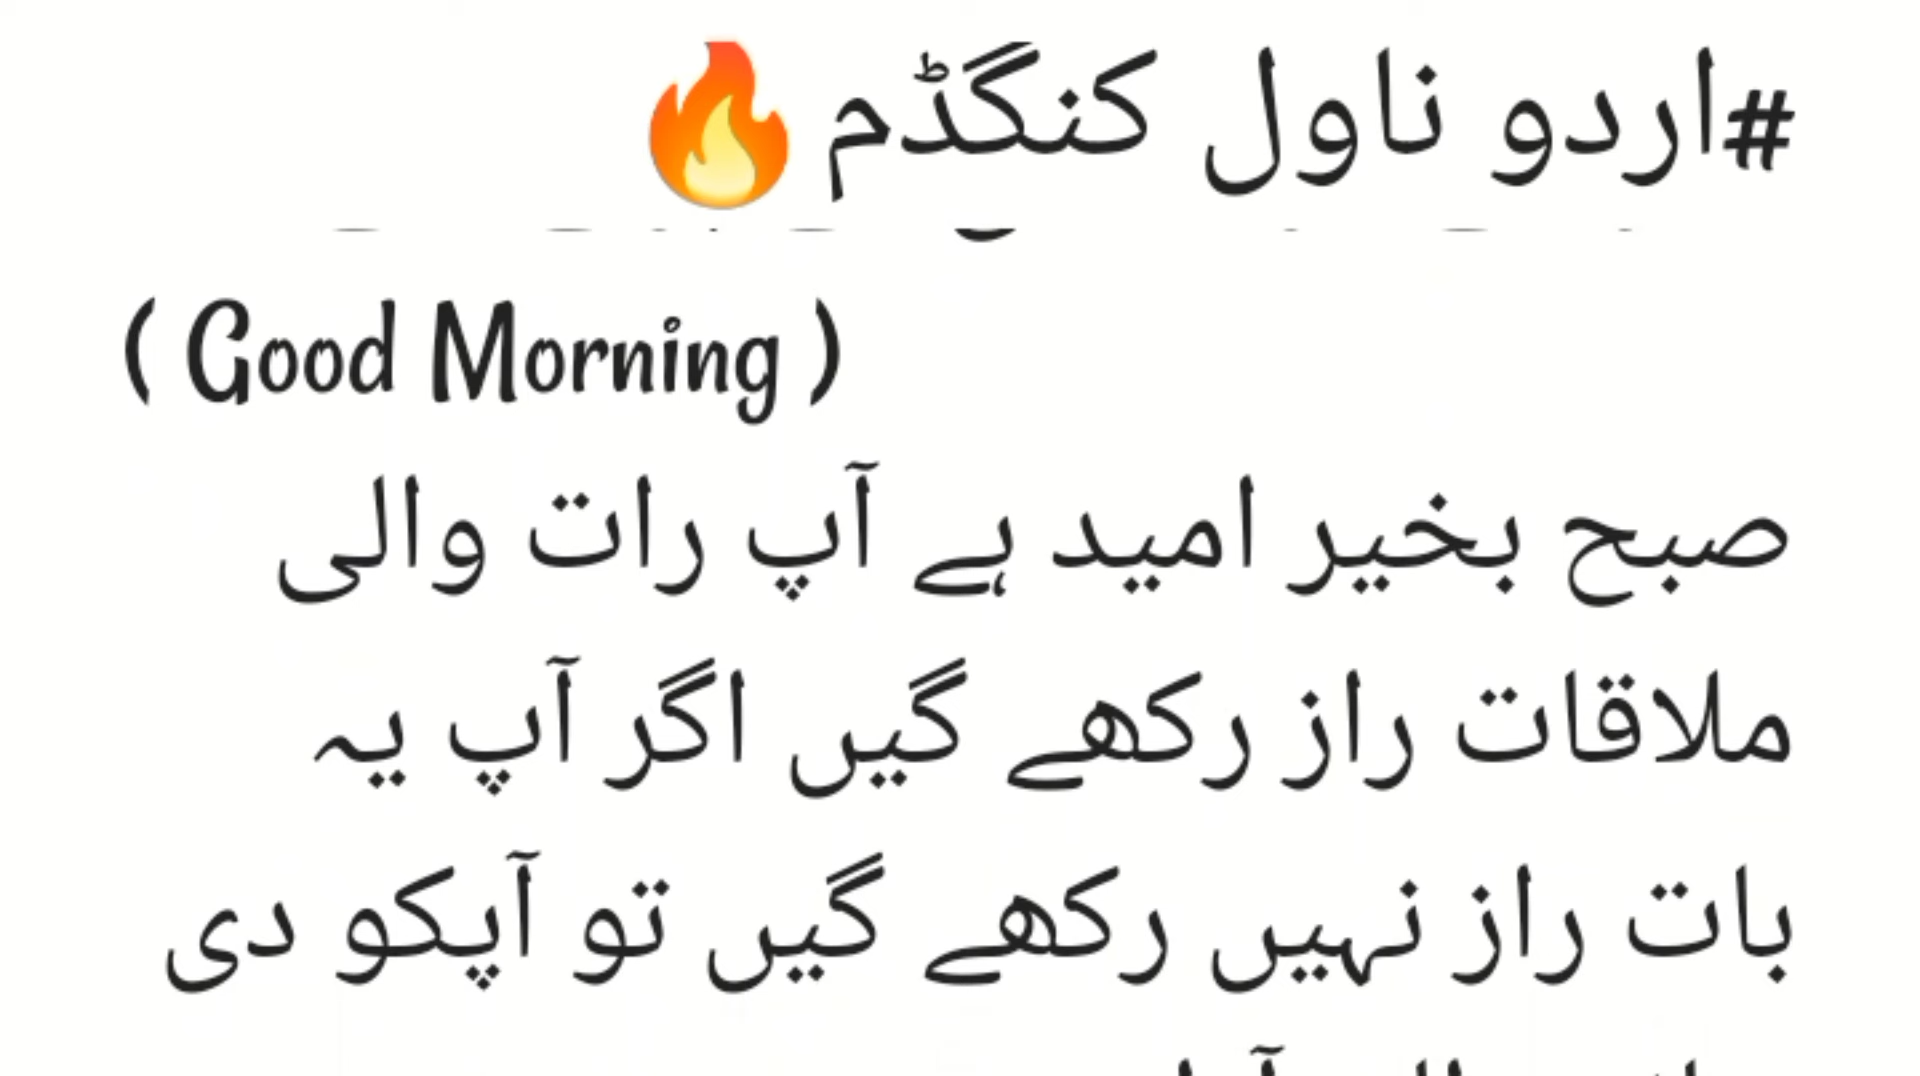 #اردو ناول کنگڈم🔥
( Good Morning )
صبح بخیر امید ہے آپ رات والی
ملاقات راز رکھے گیں اگر آپ یہ
بات راز نہیں رکھے گیں تو آپکو دی